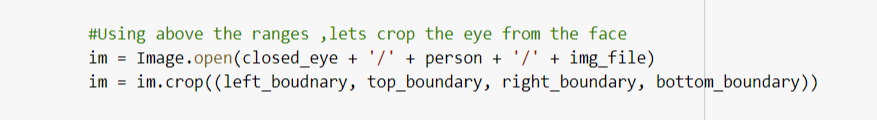 #Using above the ranges ,lets crop the eye from the face
im = Image.open(closed_eye + '/' + person + '/' + img_file)
im = im.crop((left_boudnary, top_boundary, right_boundary, bottom_boundary))